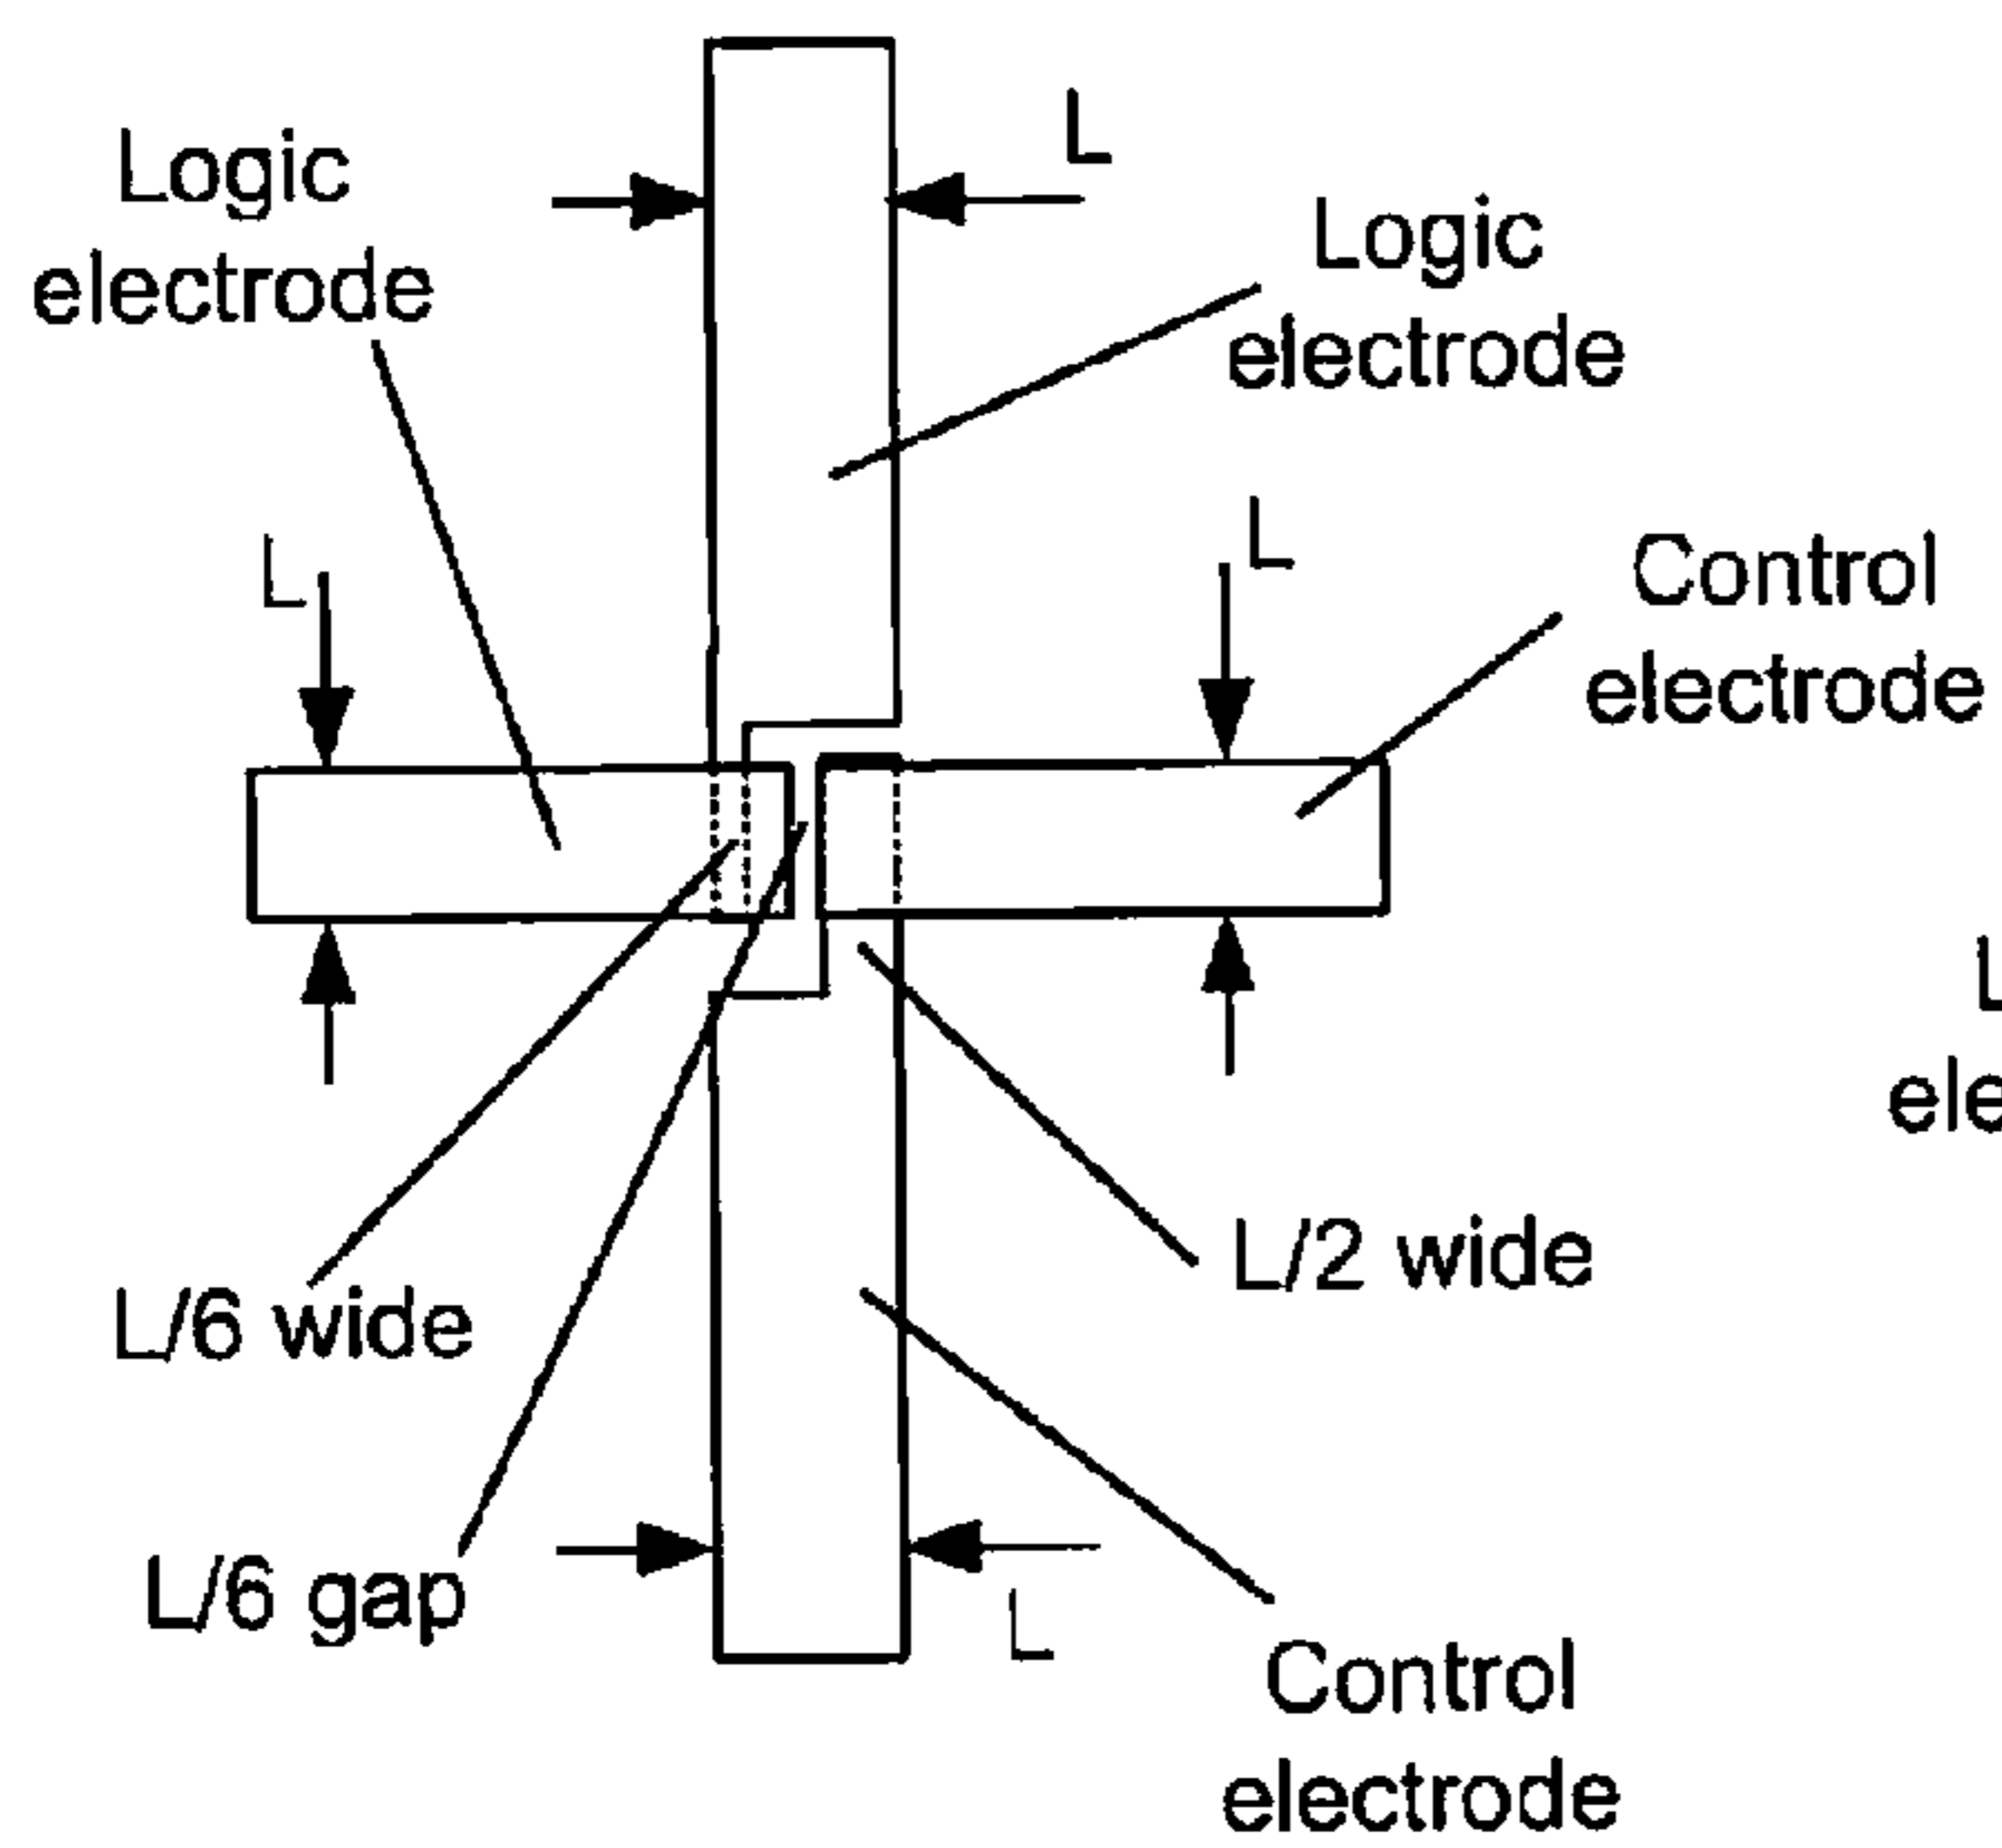 L
Logic
electrode
Logic
electrode
L
L
Control
electrode
L/2 wide
L/6 wide
L/6 gap
L
Control
electrode